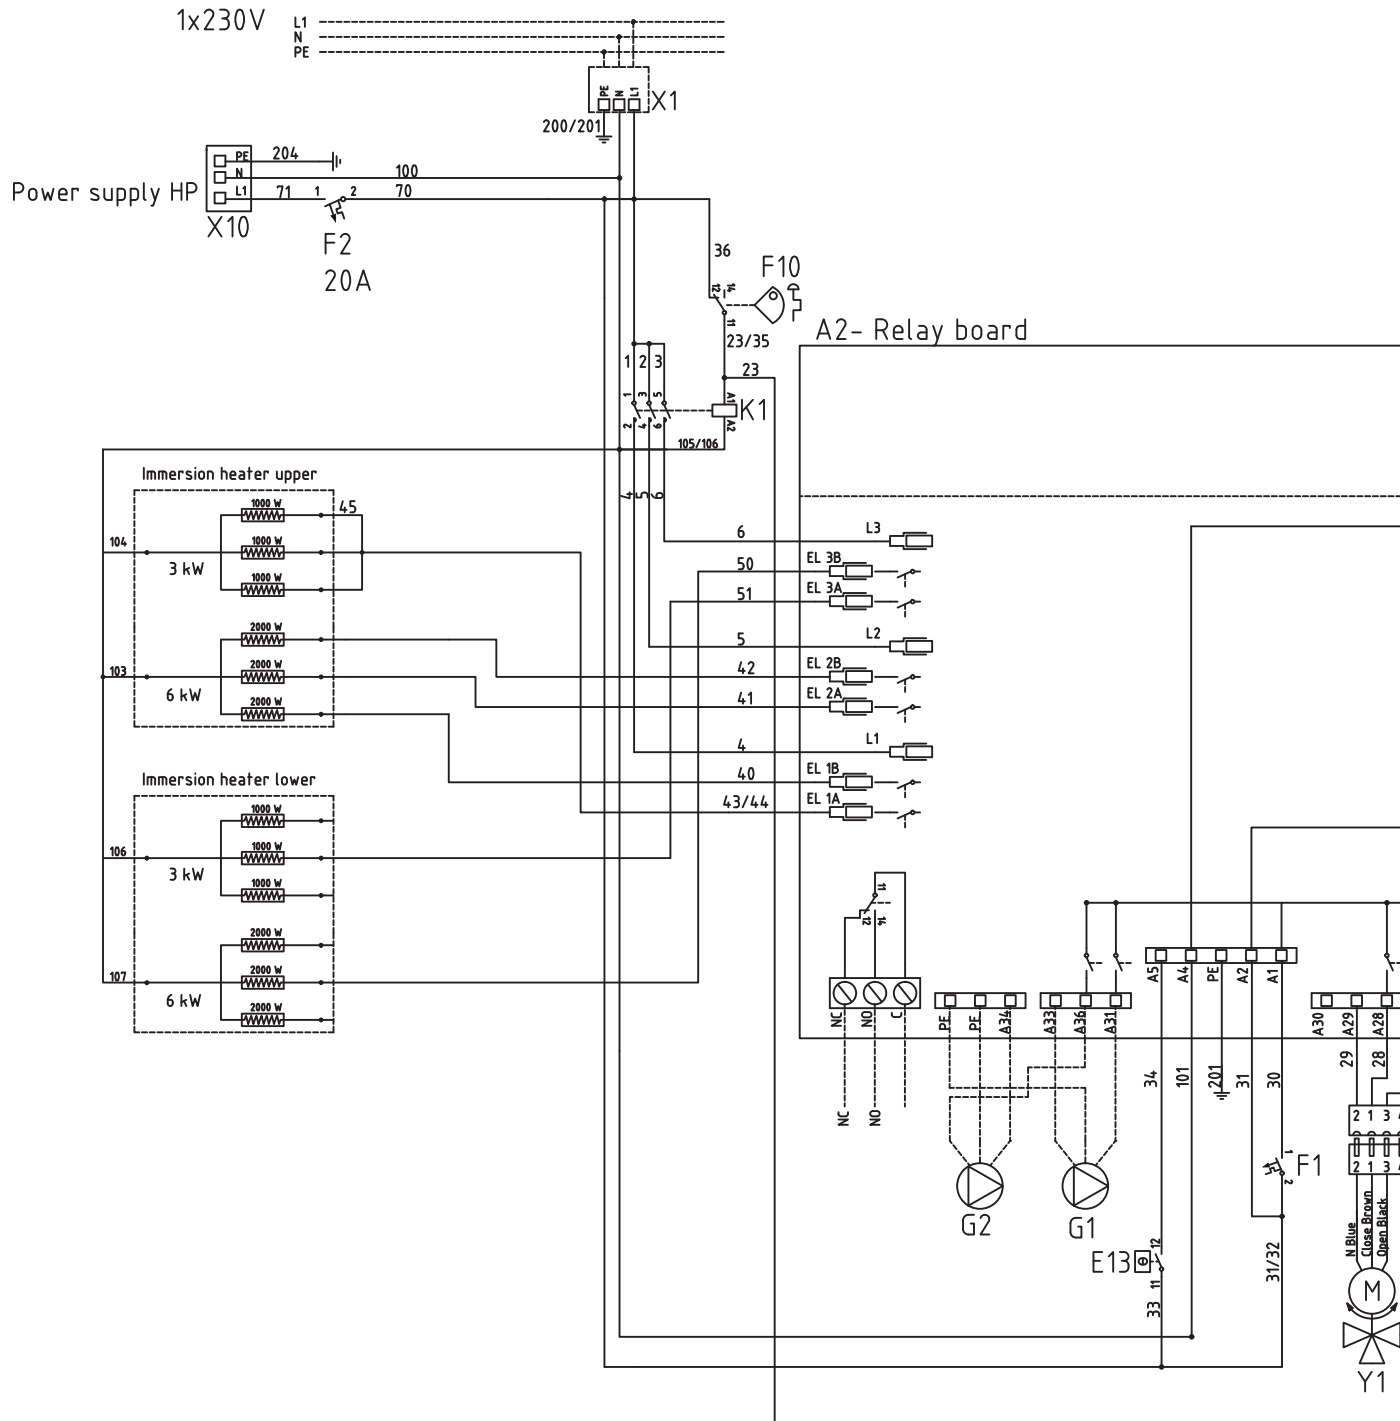 1x230V
L1
N
PE
PE N L1
X1
200/201
PE
204
N
100
L1
71
1
2
70
Power supply HP
X10
F2
20A
36
F10
12
14
11
A2- Relay board
23/35
1 2 3
23
1 3 5
A1
K1
2 4 6
A2
105/106
Immersion heater upper
4 5 6
1000 W
45
104
1000 W
3 kW
1000 W
2000 W
103
2000 W
6 kW
2000 W
6
L3
50
EL 3B
51
EL 3A
5
L2
42
EL 2B
41
EL 2A
4
L1
40
EL 1B
43/44
EL 1A
Immersion heater lower
1000 W
106
1000 W
3 kW
1000 W
2000 W
107
2000 W
6 kW
2000 W
11
12
14
A5 A4 PE A2 A1
NC NO C
PE PE A34
A33 A36 A31
A30 A29 A28
34 101 201 31 30
29 28
NC NO
2 1 3
2 1 3
1
F1
2
G2
G1
N Blue
Close Brown
Open Black
12
E13
11
33
31/32
M
Y1